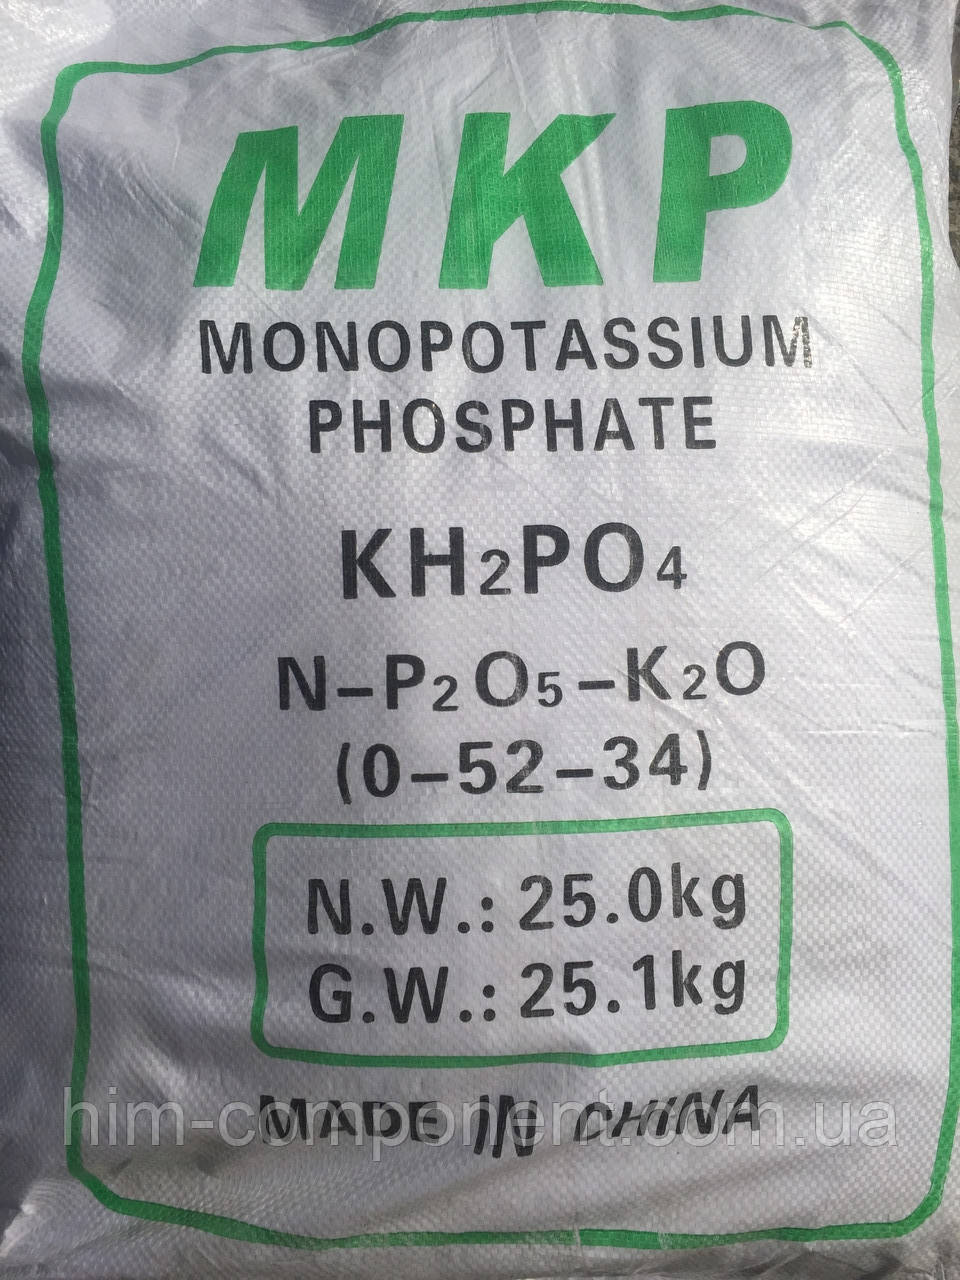 MKP
MONOPOTASSIUM
PHOSPHATE
KH2PO4
N-P2O5-K2O
(0-52-34)
N.W.: 25.0kg
G.W.: 25.1kg
MADE IN CHINA
him-component.com.ua